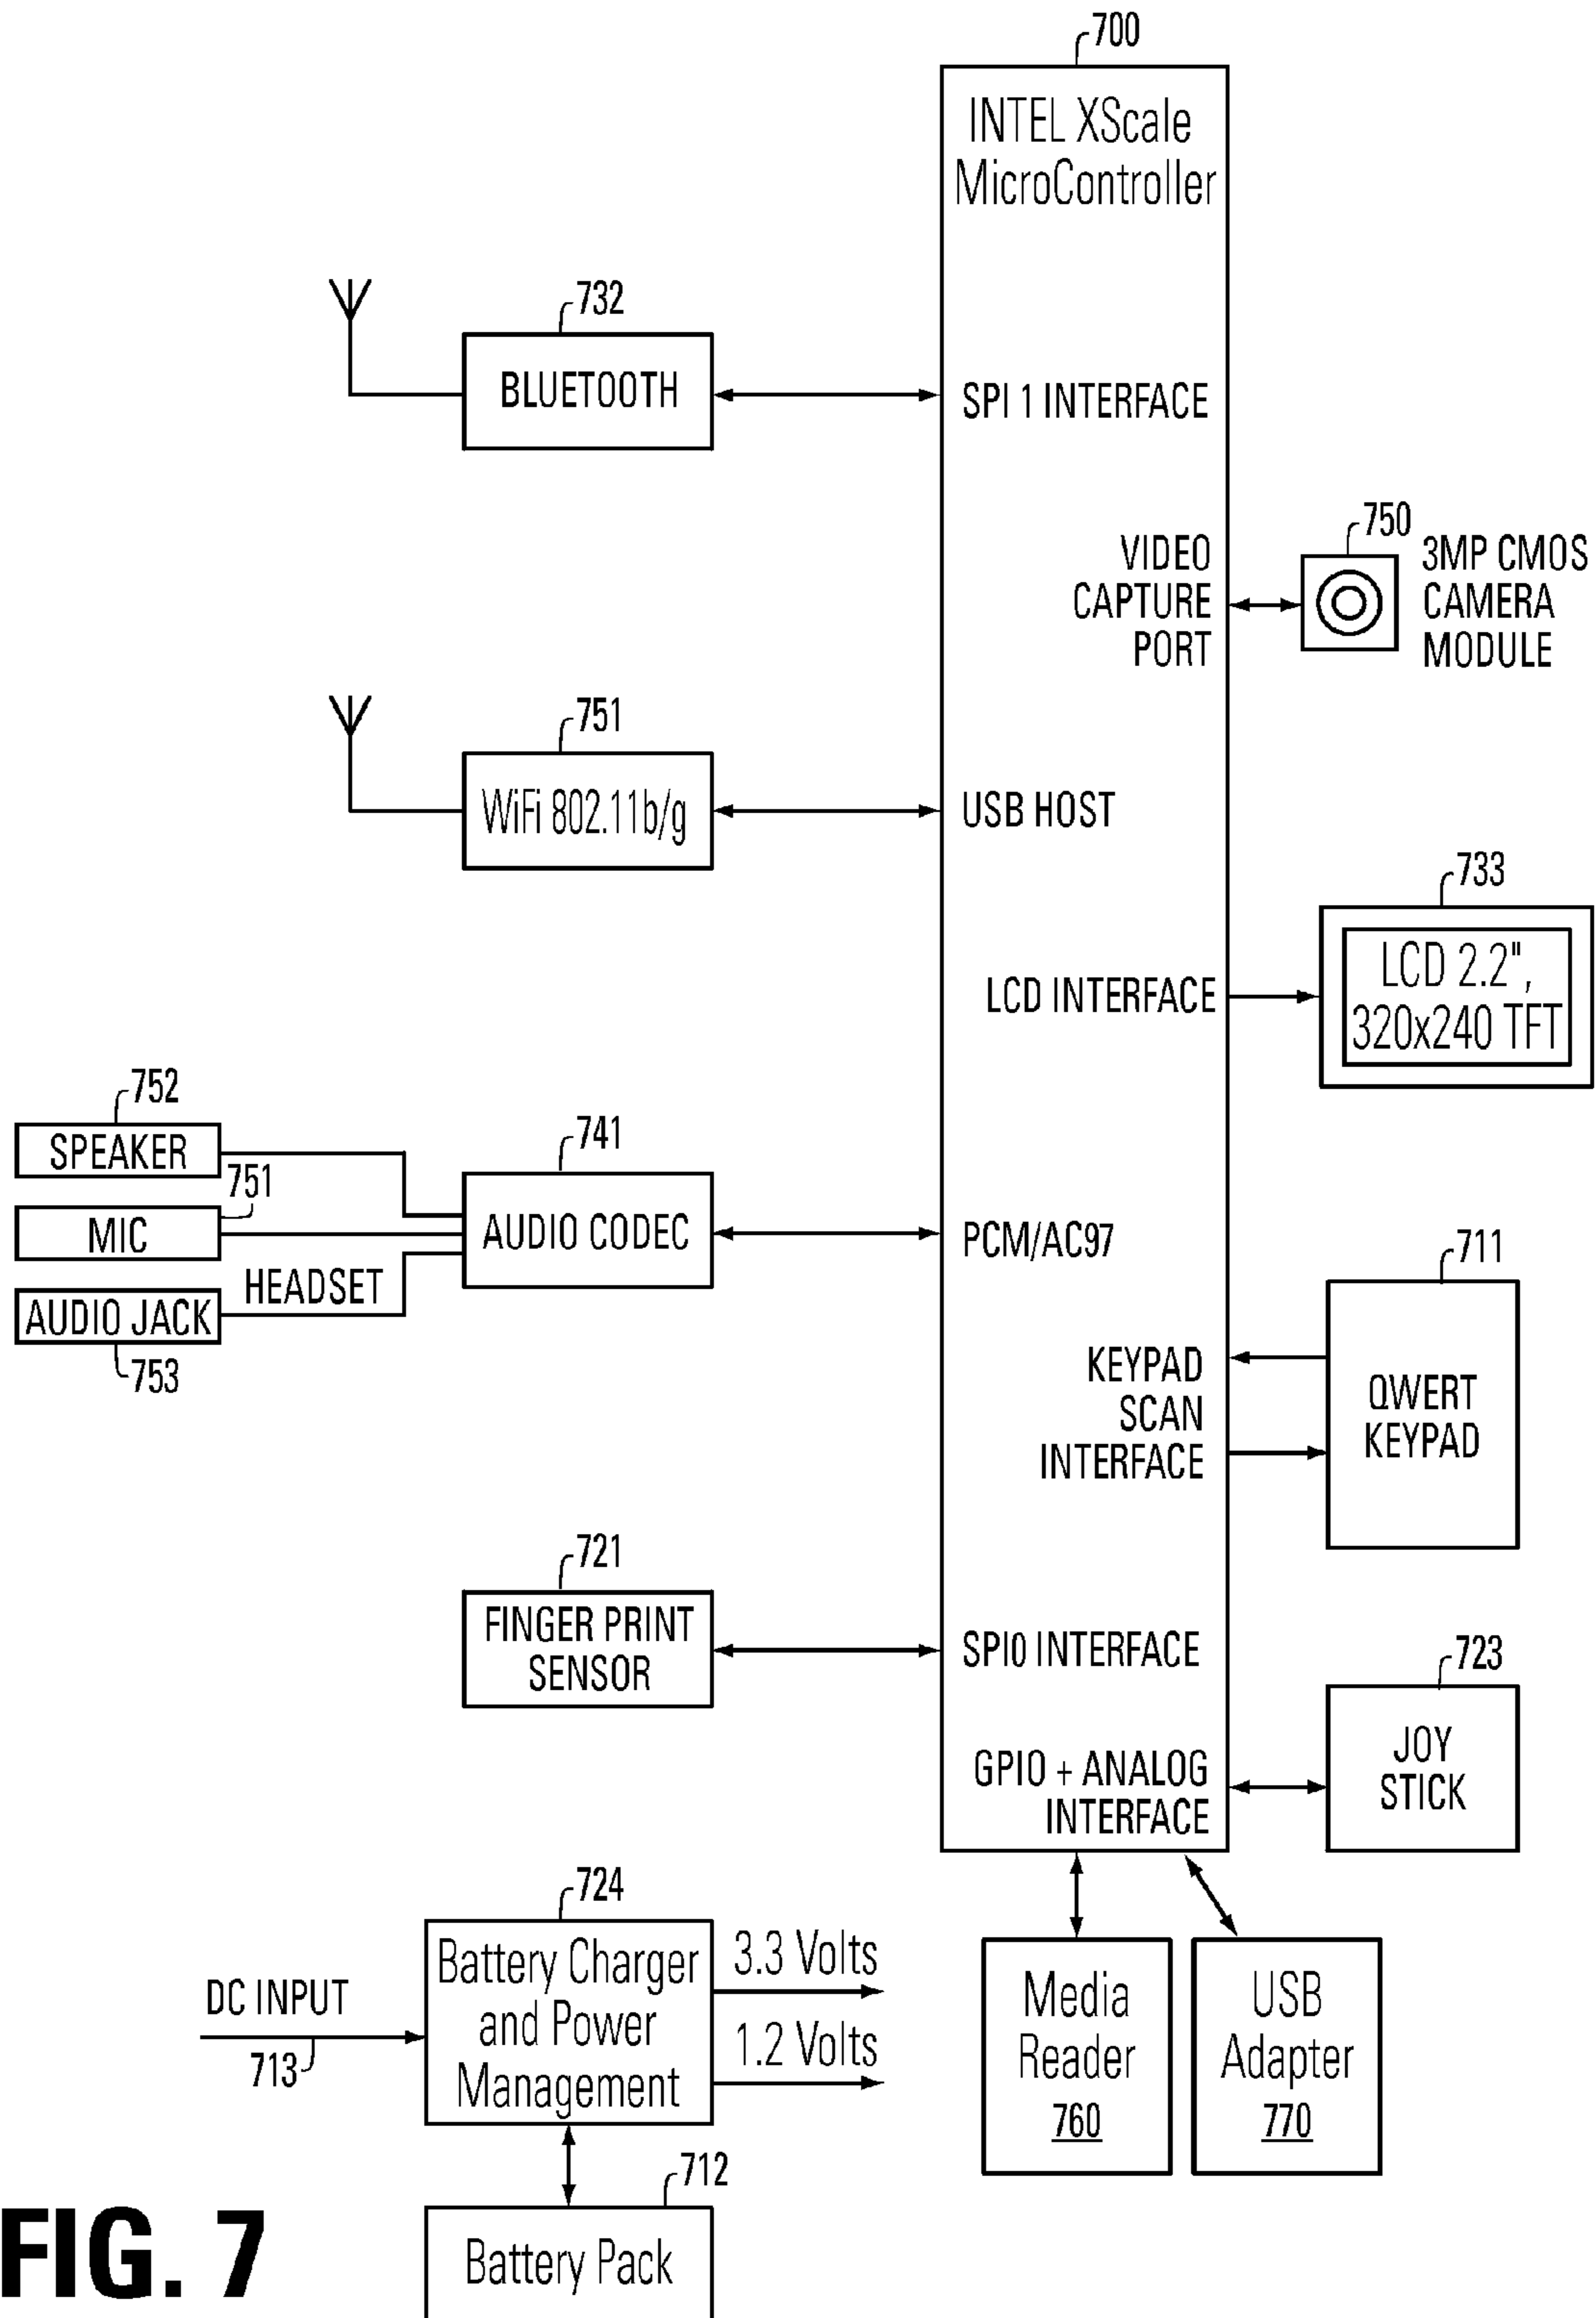 700
INTEL XScale
MicroController
732
BLUETOOTH
SPI 1 INTERFACE
750
VIDEO
CAPTURE
PORT
3MP CMOS
CAMERA
MODULE
751
WiFi 802.11b/g
USB HOST
733
LCD INTERFACE
LCD 2.2",
320x240 TFT
752
SPEAKER
751
MIC
HEADSET
AUDIO JACK
753
741
AUDIO CODEC
PCM/AC97
711
KEYPAD
SCAN
INTERFACE
QWERT
KEYPAD
721
FINGER PRINT
SENSOR
SPI0 INTERFACE
723
GPIO + ANALOG
INTERFACE
JOY
STICK
724
DC INPUT
713
Battery Charger
and Power
Management
3.3 Volts
1.2 Volts
Media
Reader
760
USB
Adapter
770
712
Battery Pack
FIG. 7